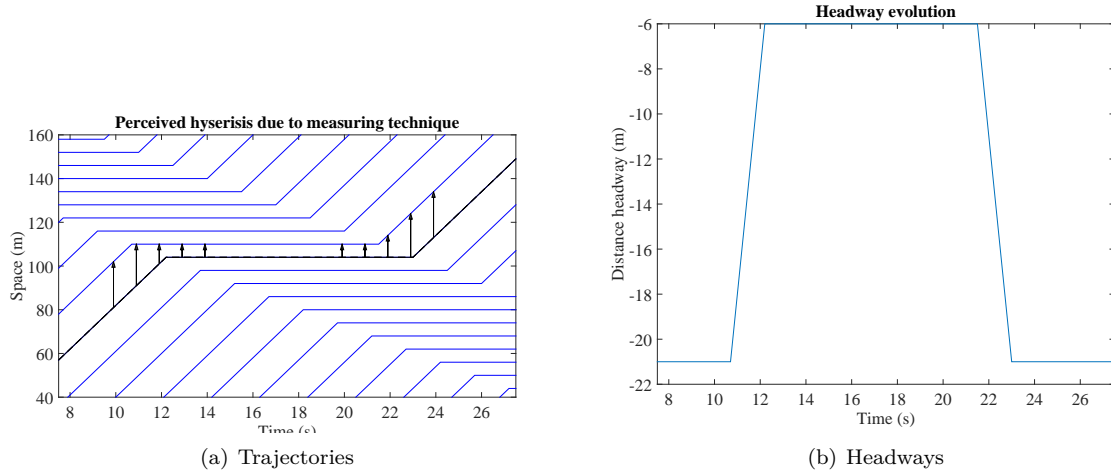 Perceived hyserisis due to measuring technique
160
140
120
100
80
60
40
Space (m)
8 10 12 14 16 18 20 22 24 26
Time (s)
(a) Trajectories
Headway evolution
-6
-8
-10
-12
-14
-16
-18
-20
-22
Distance headway (m)
8 10 12 14 16 18 20 22 24 26
Time (s)
(b) Headways